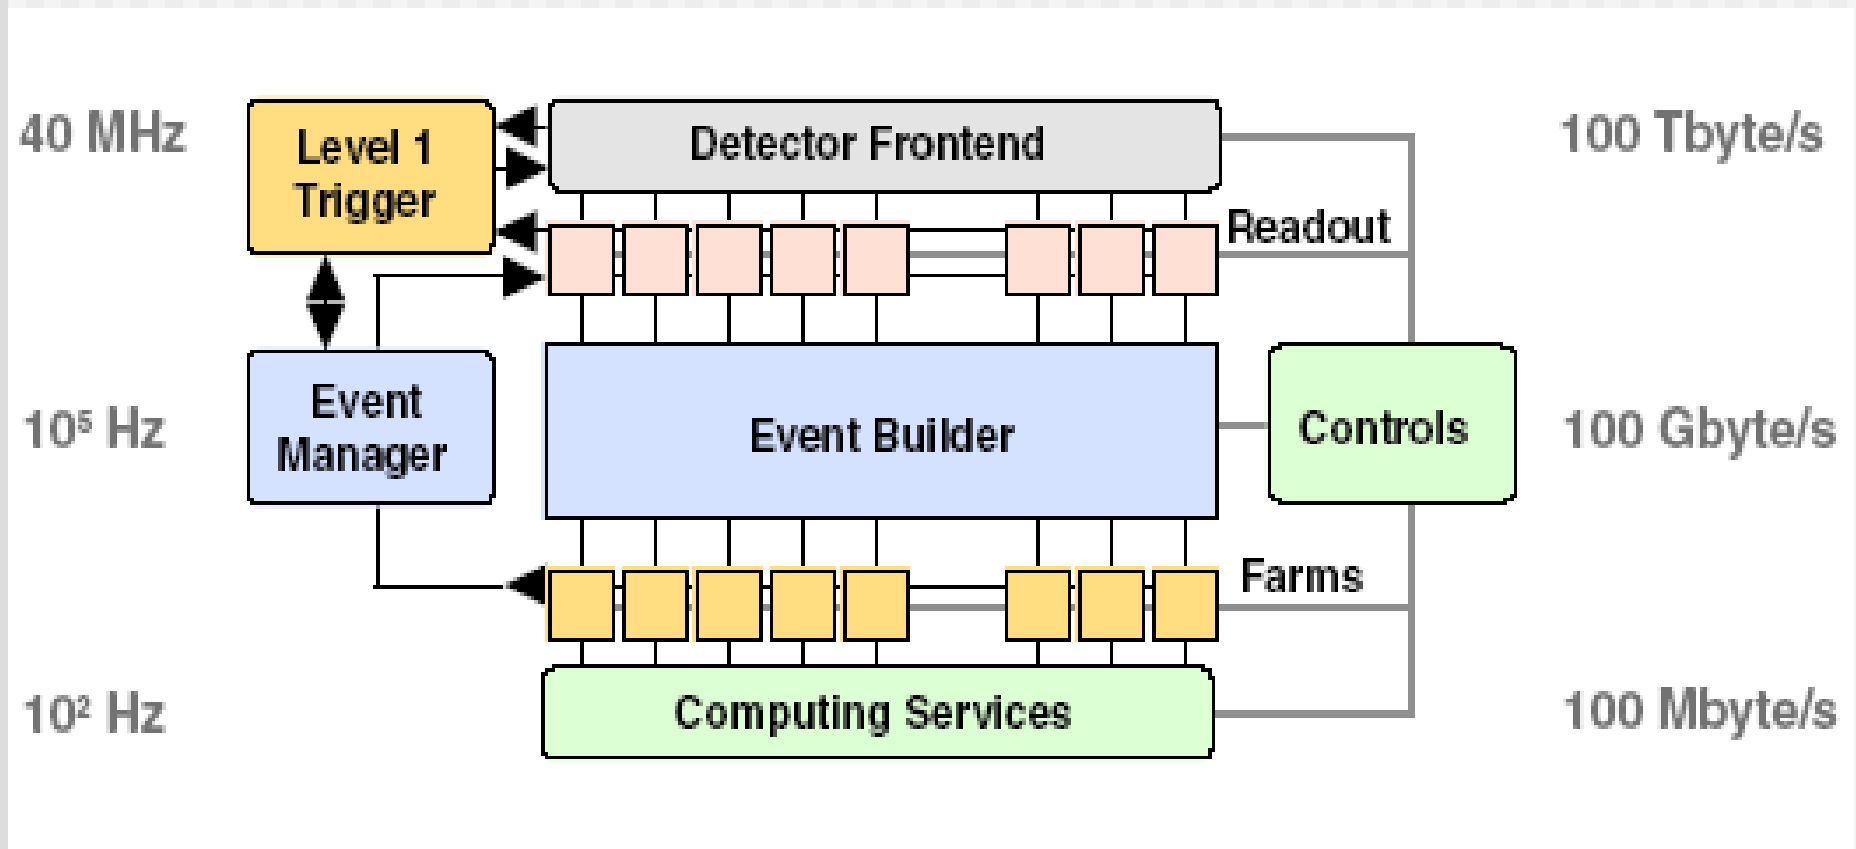 40 MHz
Level 1
Trigger
Detector Frontend
100 Tbyte/s
Readout
10⁵ Hz
Event
Manager
Event Builder
Controls
100 Gbyte/s
Farms
10² Hz
Computing Services
100 Mbyte/s